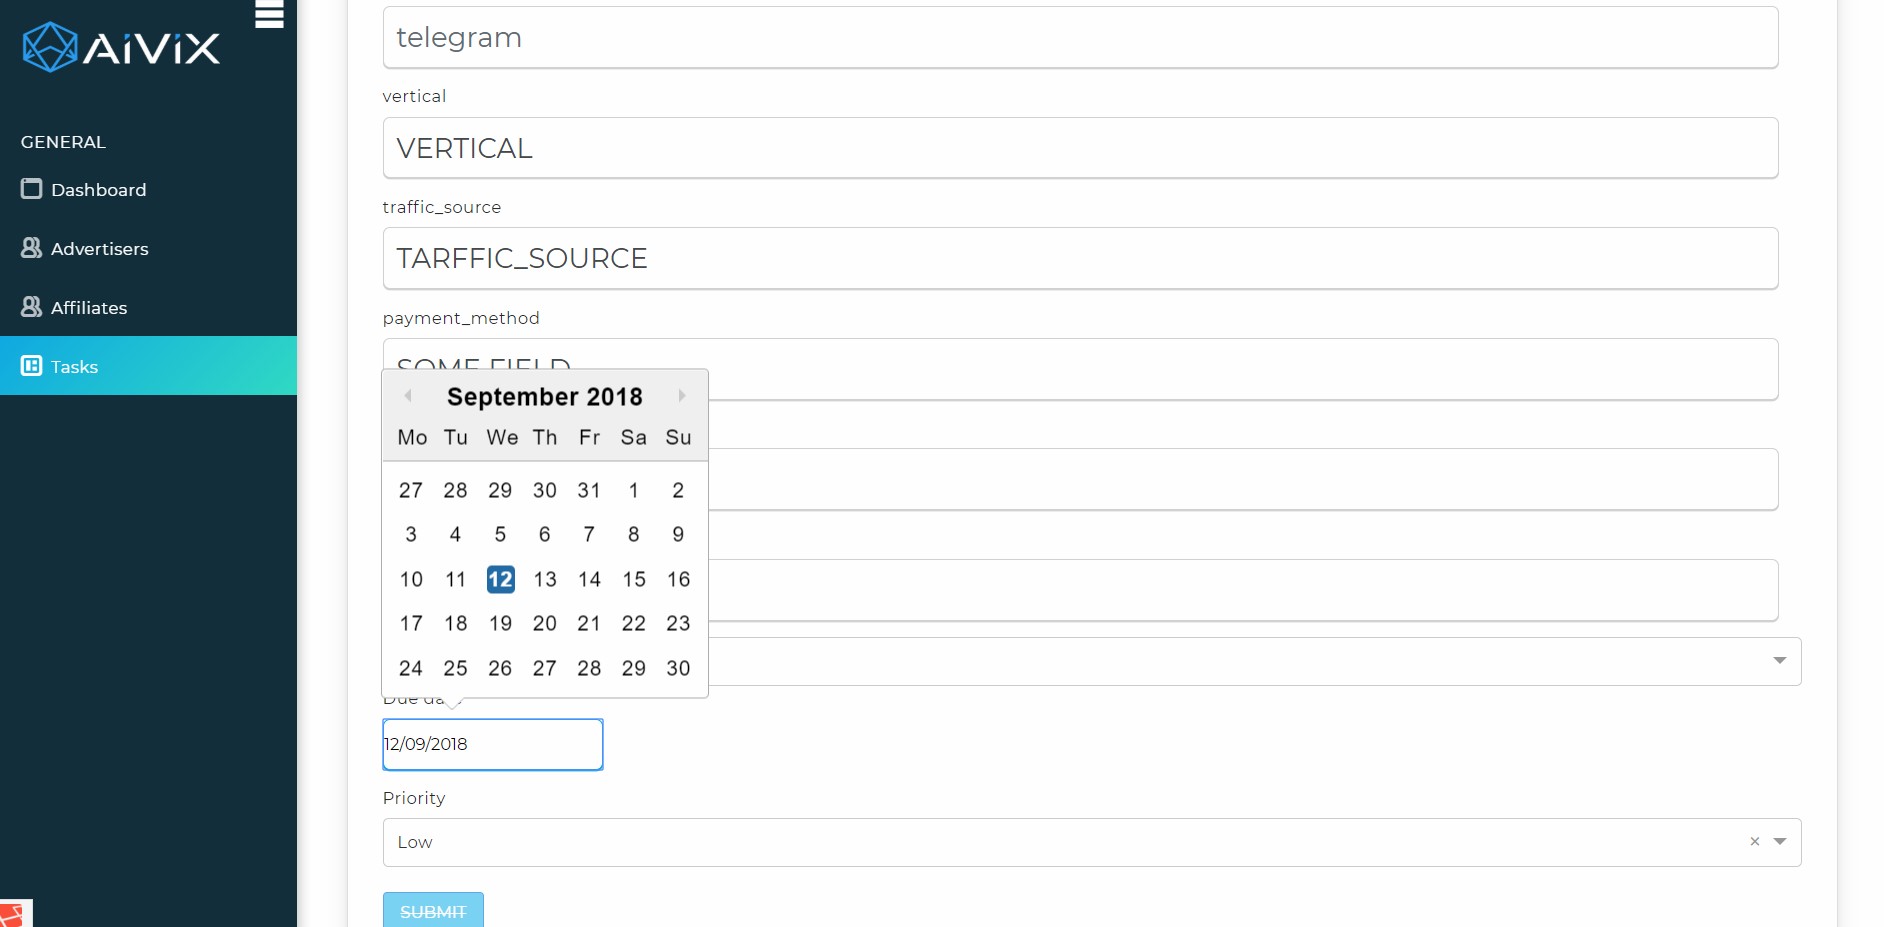 AiViX
GENERAL
Dashboard
Advertisers
Affiliates
Tasks
telegram
vertical
VERTICAL
traffic_source
TARFFIC_SOURCE
payment_method
SOME FIELD
September 2018
Mo Tu We Th Fr Sa Su
27 28 29 30 31 1 2
3 4 5 6 7 8 9
10 11 12 13 14 15 16
17 18 19 20 21 22 23
24 25 26 27 28 29 30
Due date
12/09/2018
Priority
Low ×
SUBMIT